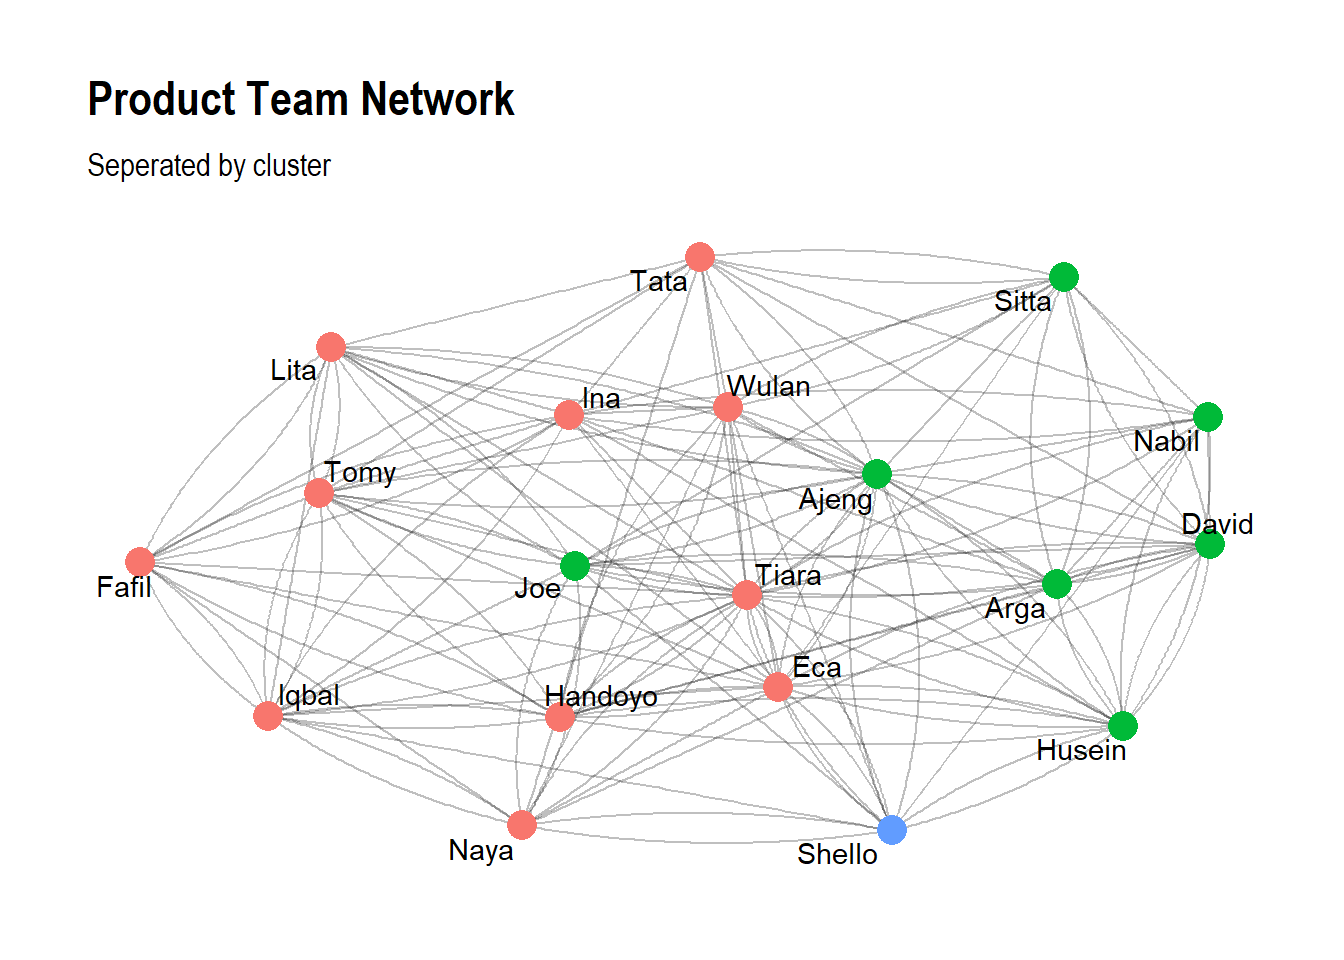 Product Team Network
Seperated by cluster
Tata
Sitta
Lita
Wulan
Ina
Nabil
Tomy
Ajeng
David
Tiara
Fafil
Joe
Arga
Eca
Iqbal
Handoyo
Husein
Naya
Shello